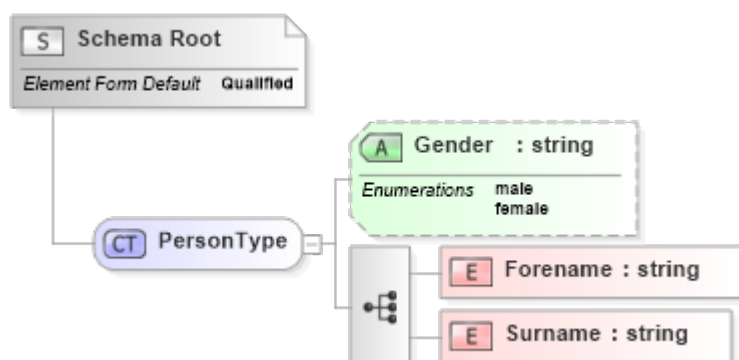 S Schema Root
Element Form Default Qualified
A Gender : string
Enumerations male
female
CT PersonType
E Forename : string
E Surname : string